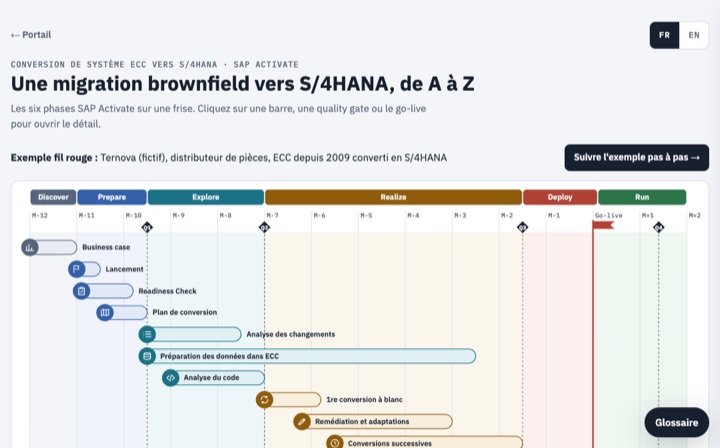 ← Portail
FR EN
CONVERSION DE SYSTÈME ECC VERS S/4HANA · SAP ACTIVATE
Une migration brownfield vers S/4HANA, de A à Z
Les six phases SAP Activate sur une frise. Cliquez sur une barre, une quality gate ou le go-live
pour ouvrir le détail.
Exemple fil rouge : Ternova (fictif), distributeur de pièces, ECC depuis 2009 converti en S/4HANA
Suivre l'exemple pas à pas →
Discover Prepare Explore Realize Deploy Run
M-12 M-11 M-10 M-9 M-8 M-7 M-6 M-5 M-4 M-3 M-2 M-1 Go-live M+1 M+2
Business case
Lancement
Readiness Check
Plan de conversion
Analyse des changements
Préparation des données dans ECC
Analyse du code
1re conversion à blanc
Remédiation et adaptations
Conversions successives
Glossaire